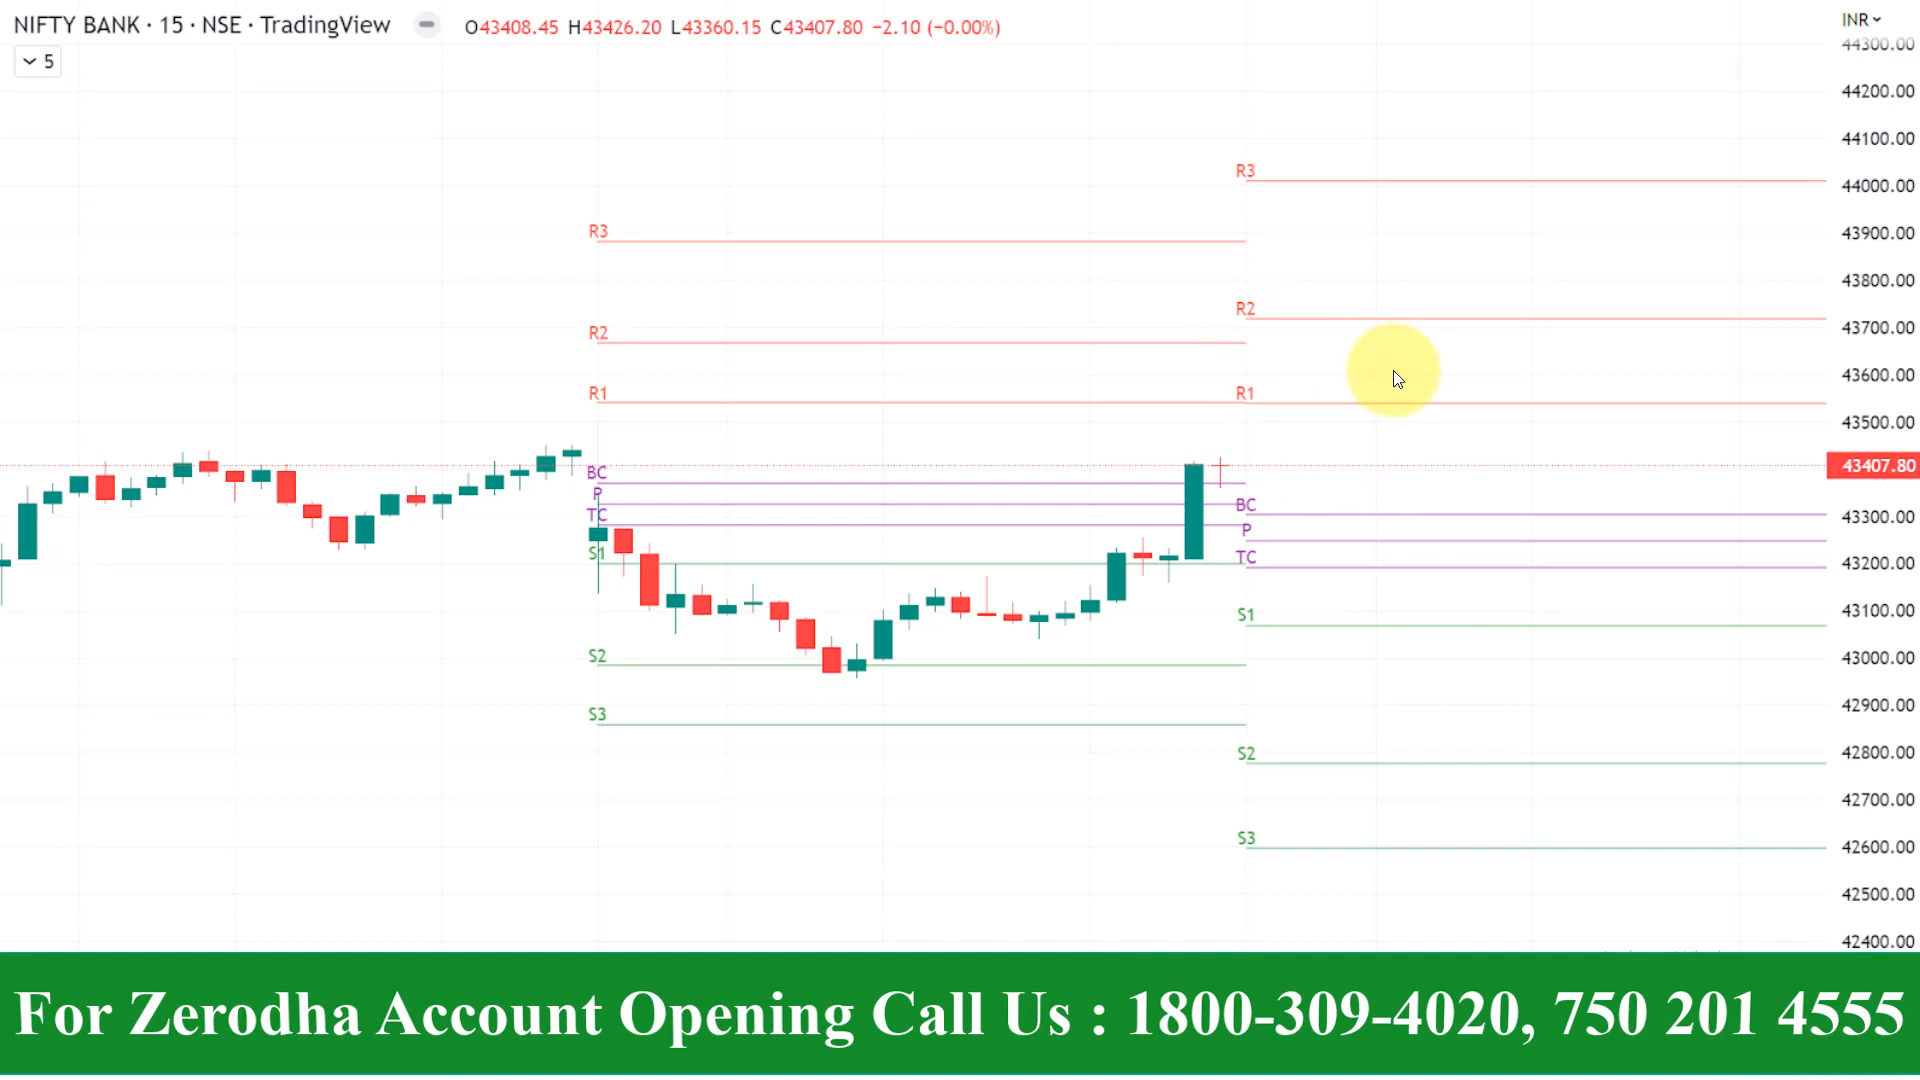 NIFTY BANK · 15 · NSE · TradingView
O43408.45 H43426.20 L43360.15 C43407.80 −2.10 (−0.00%)
5
INR
44300.00
44200.00
44100.00
44000.00
43900.00
43800.00
43700.00
43600.00
43500.00
43407.80
43300.00
43200.00
43100.00
43000.00
42900.00
42800.00
42700.00
42600.00
42500.00
42400.00
R3
R2
R1
BC
P
TC
S1
S2
S3
R3
R2
R1
BC
P
TC
S1
S2
S3
For Zerodha Account Opening Call Us : 1800-309-4020, 750 201 4555